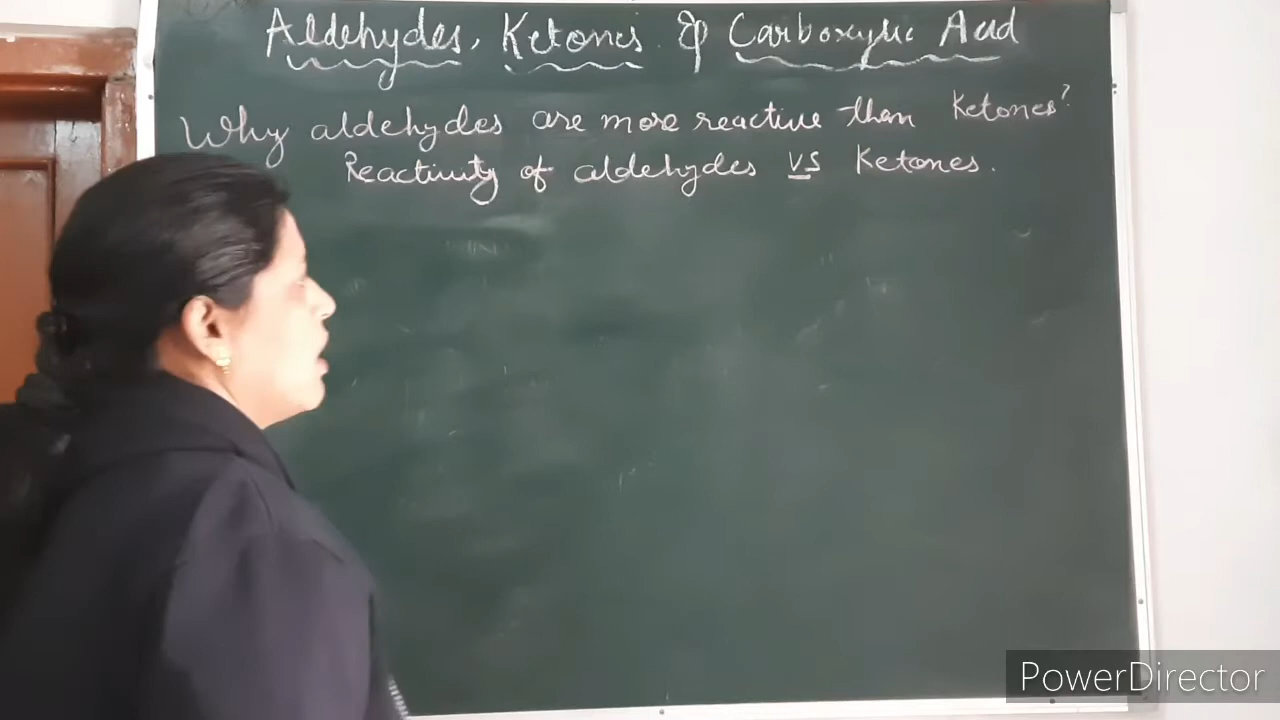 Aldehydes, Ketones & Carboxylic Acid
Why aldehydes are more reactive than Ketones?
Reactivity of aldehydes vs Ketones.
PowerDirector